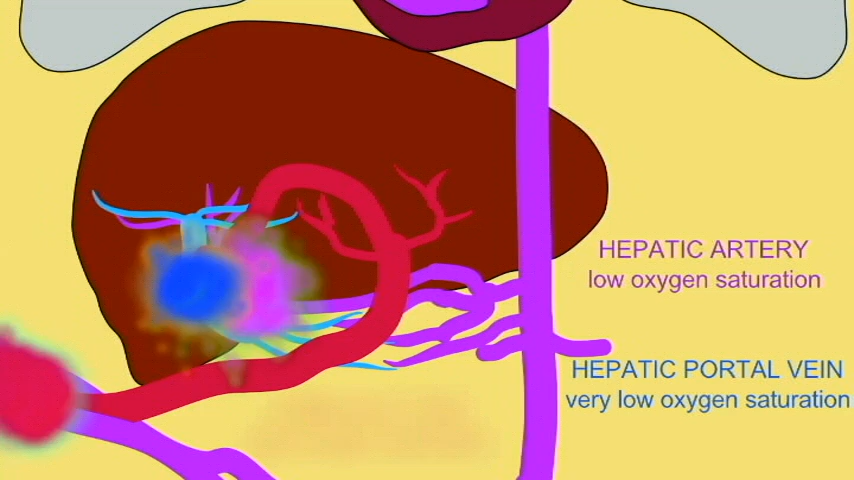 HEPATIC ARTERY
low oxygen saturation
HEPATIC PORTAL VEIN
very low oxygen saturation